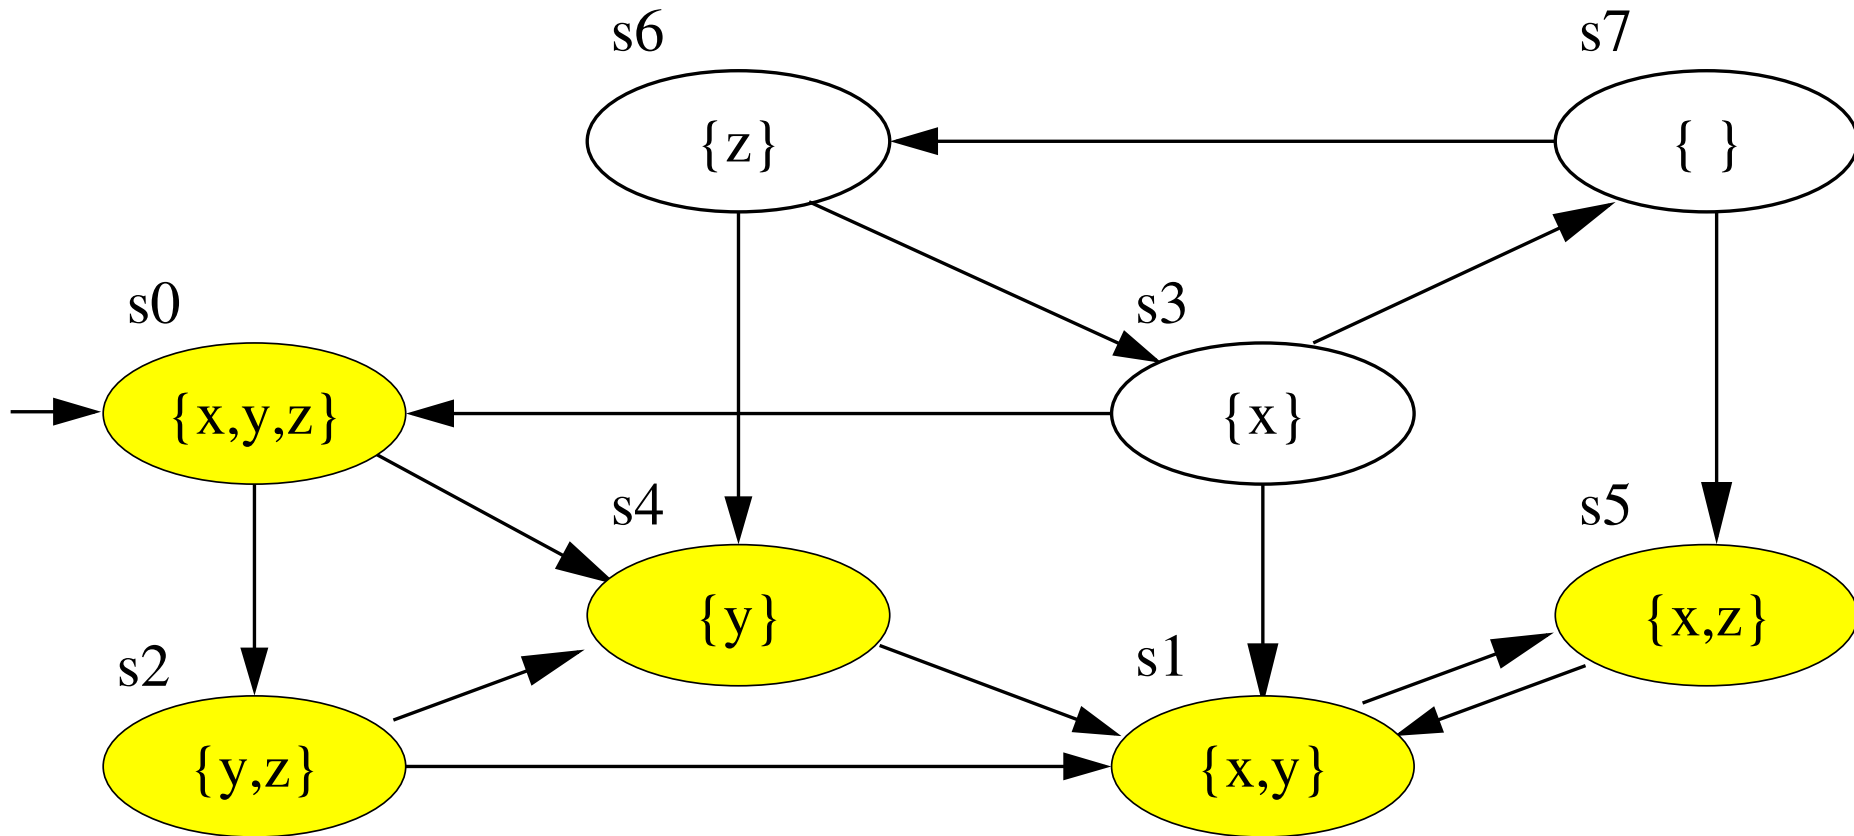 s6
s7
{z}
{ }
s0
s3
{x,y,z}
{x}
s4
s5
{y}
{x,z}
s2
s1
{y,z}
{x,y}